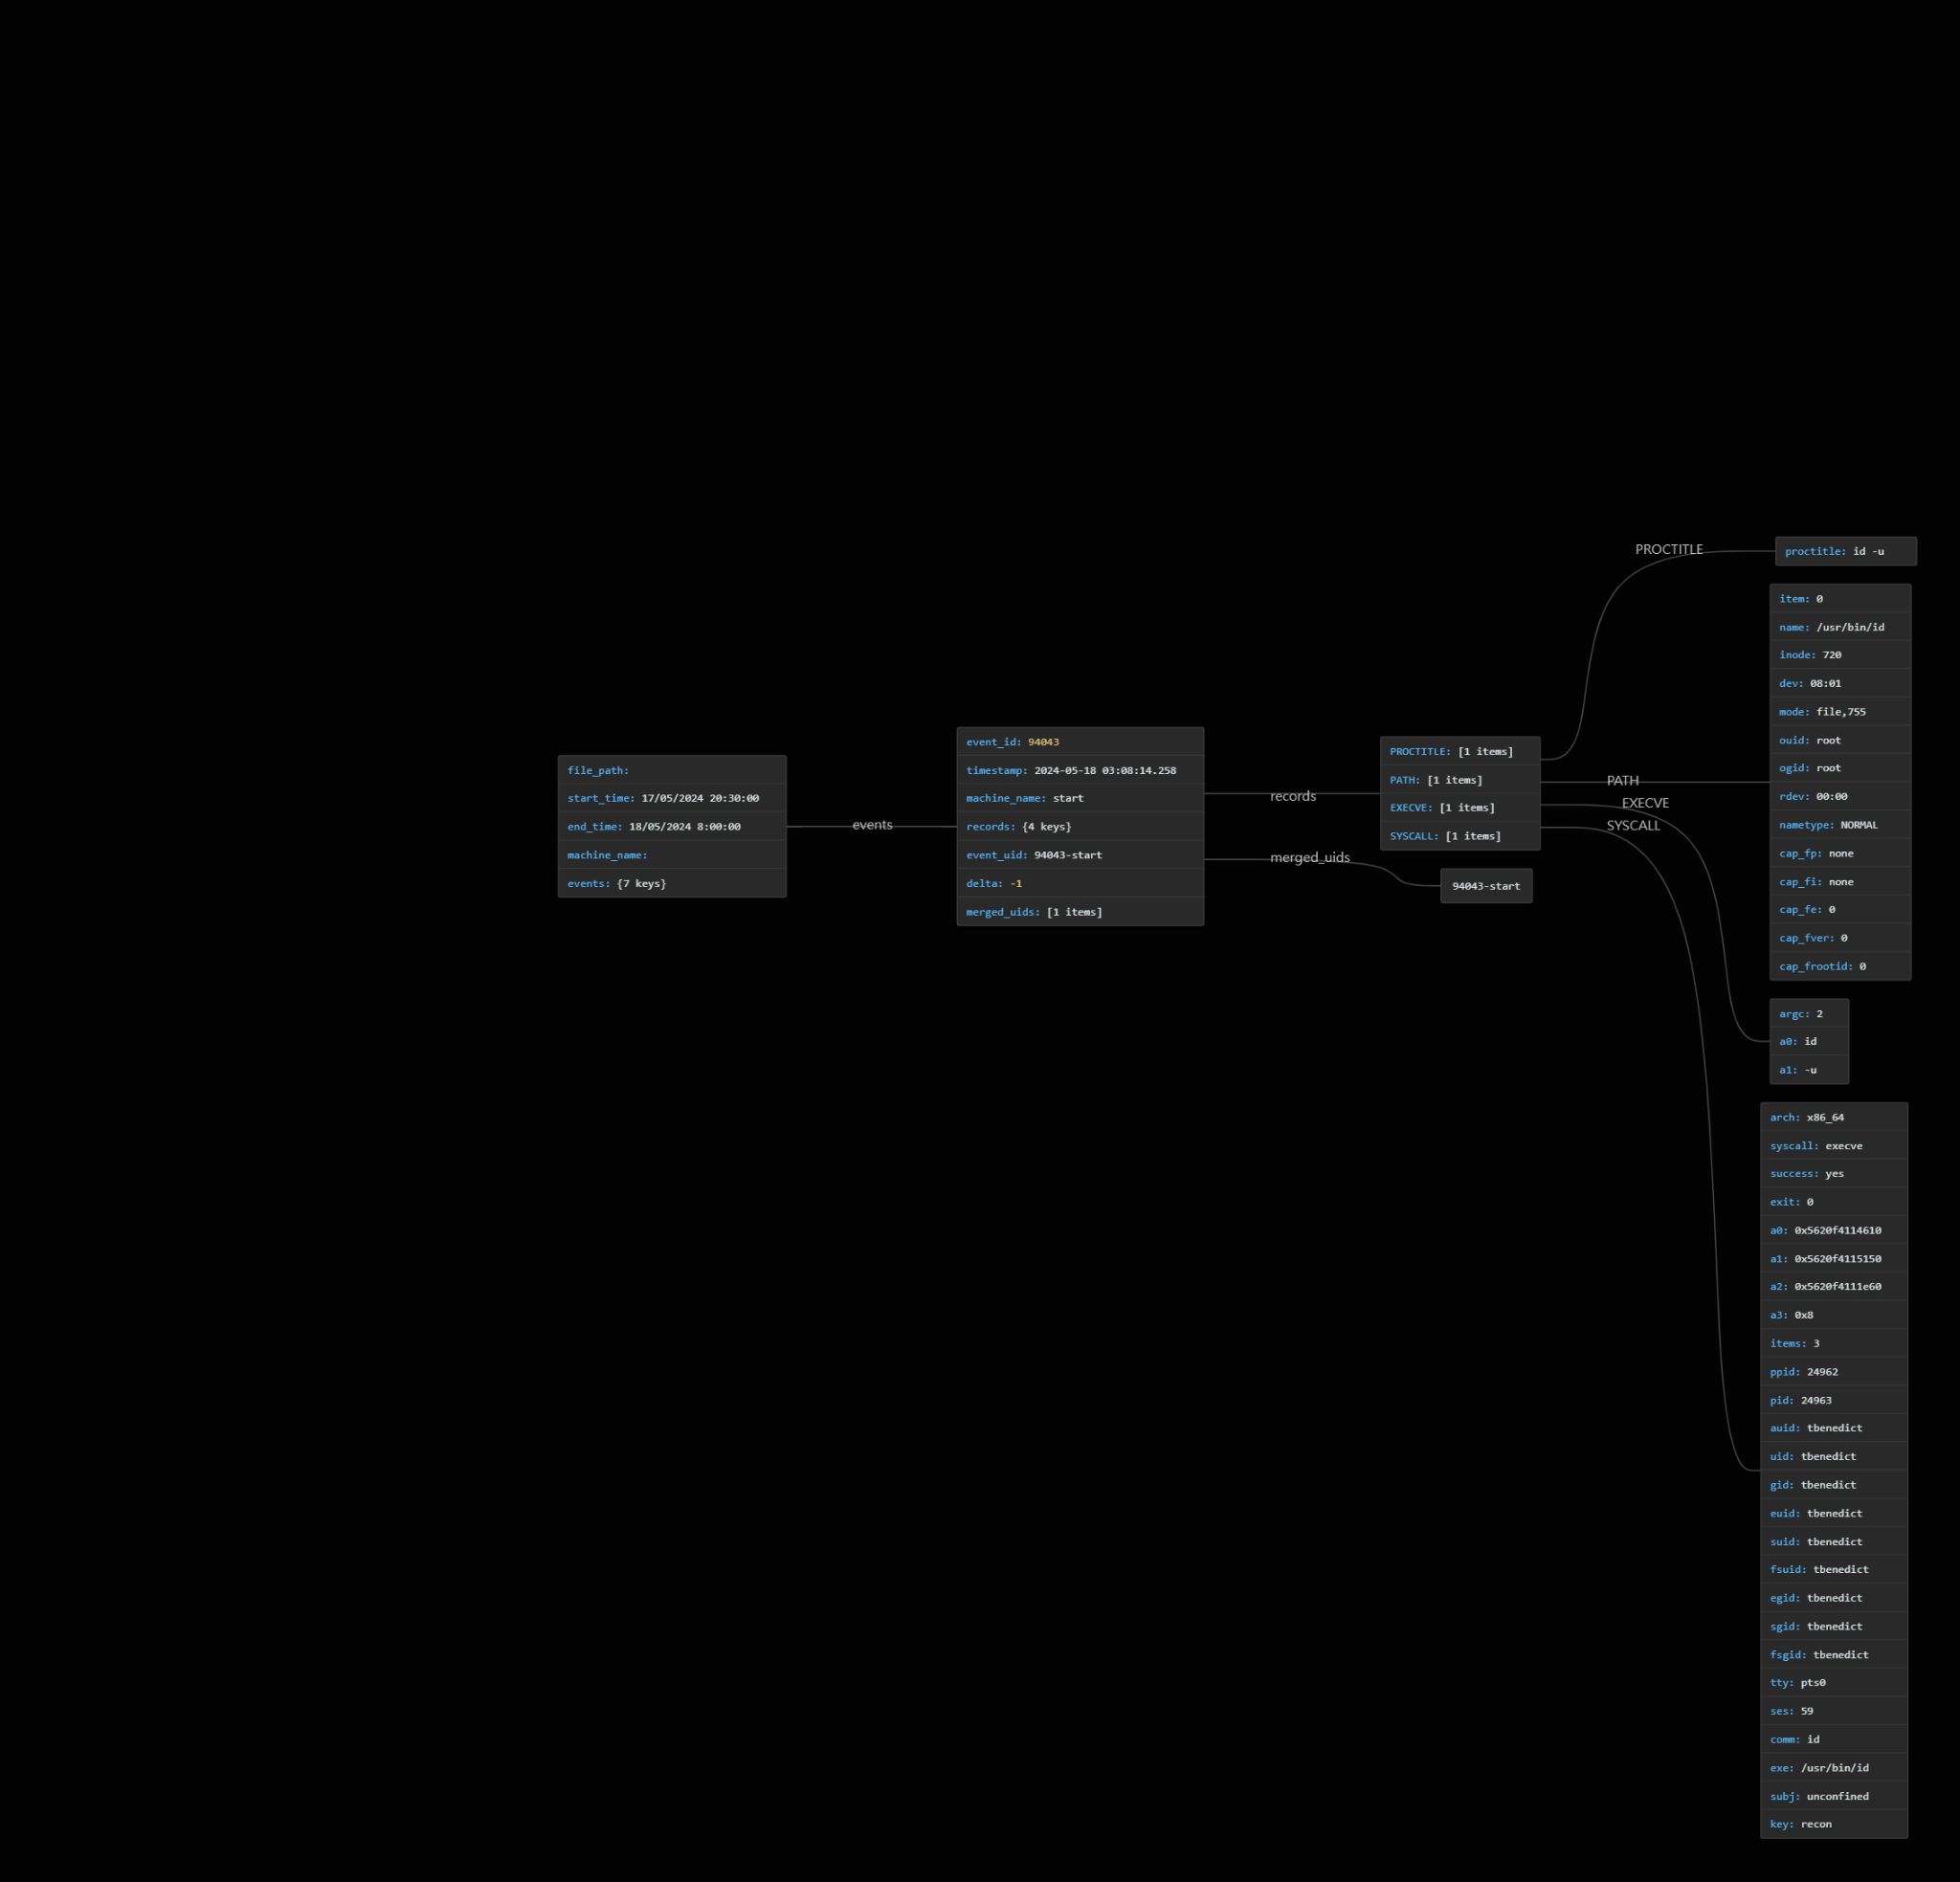 file_path:
start_time: 17/05/2024 20:30:00
end_time: 18/05/2024 8:00:00
machine_name:
events: {7 keys}
events
event_id: 94043
timestamp: 2024-05-18 03:08:14.258
machine_name: start
records: {4 keys}
event_uid: 94043-start
delta: -1
merged_uids: [1 items]
records
merged_uids
PROCTITLE: [1 items]
PATH: [1 items]
EXECVE: [1 items]
SYSCALL: [1 items]
94043-start
PROCTITLE
PATH
EXECVE
SYSCALL
proctitle: id -u
item: 0
name: /usr/bin/id
inode: 720
dev: 08:01
mode: file,755
ouid: root
ogid: root
rdev: 00:00
nametype: NORMAL
cap_fp: none
cap_fi: none
cap_fe: 0
cap_fver: 0
cap_frootid: 0
argc: 2
a0: id
a1: -u
arch: x86_64
syscall: execve
success: yes
exit: 0
a0: 0x5620f4114610
a1: 0x5620f4115150
a2: 0x5620f4111e60
a3: 0x8
items: 3
ppid: 24962
pid: 24963
auid: tbenedict
uid: tbenedict
gid: tbenedict
euid: tbenedict
suid: tbenedict
fsuid: tbenedict
egid: tbenedict
sgid: tbenedict
fsgid: tbenedict
tty: pts0
ses: 59
comm: id
exe: /usr/bin/id
subj: unconfined
key: recon